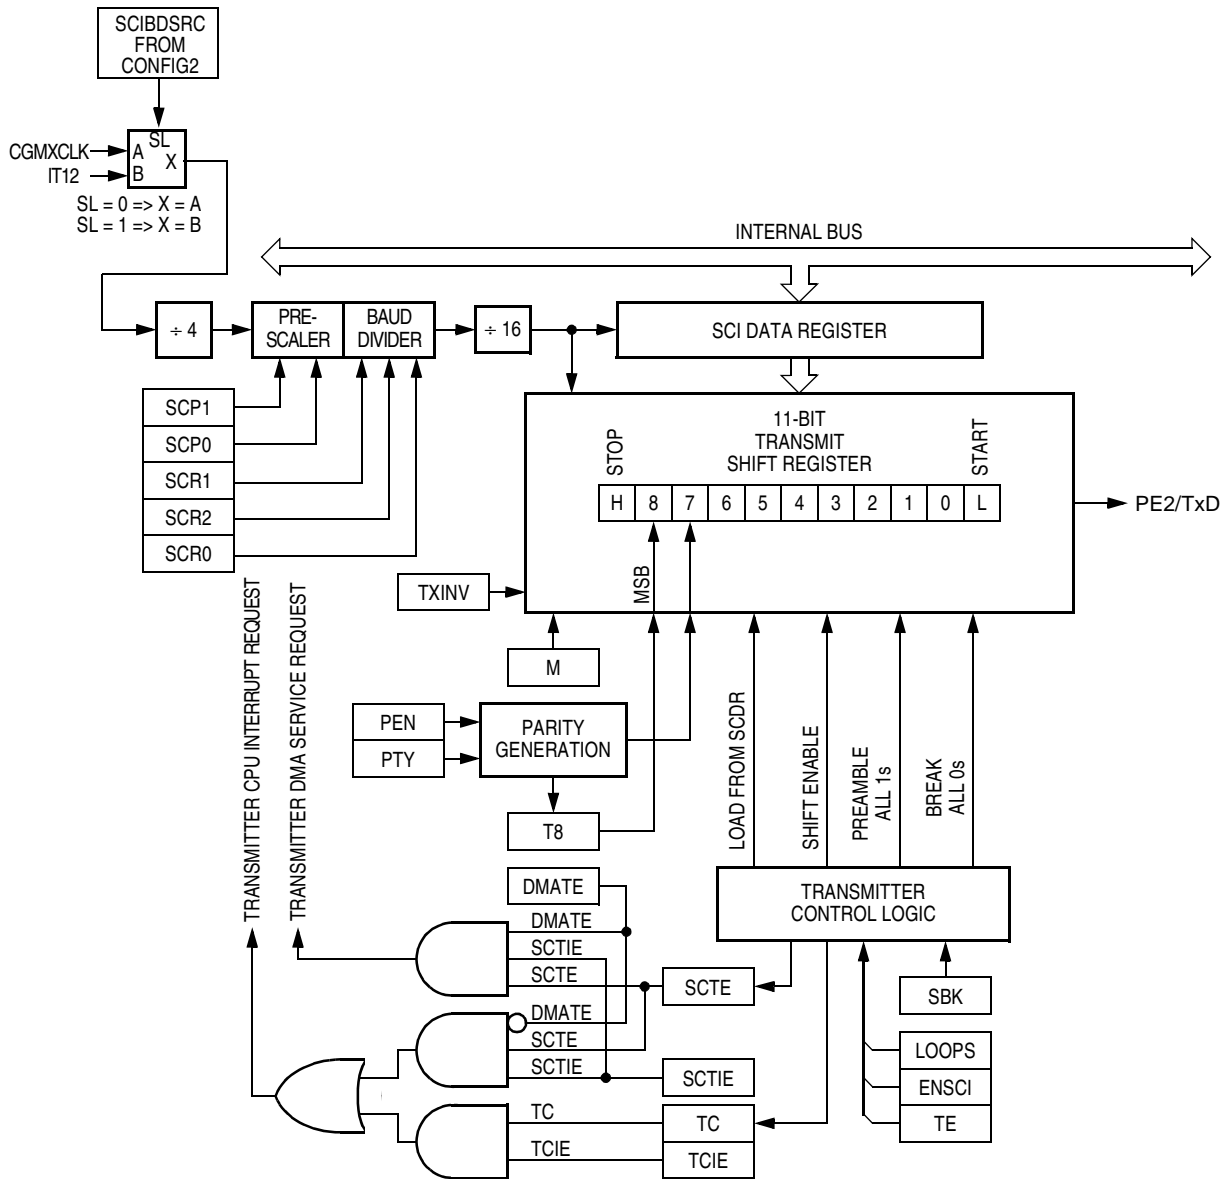 SCIBDSRC
FROM
CONFIG2
SL
CGMXCLK
A
X
IT12
B
SL = 0 => X = A
SL = 1 => X = B
INTERNAL BUS
÷ 4
PRE-
SCALER
BAUD
DIVIDER
÷ 16
SCI DATA REGISTER
SCP1
SCP0
SCR1
SCR2
SCR0
11-BIT
TRANSMIT
SHIFT REGISTER
STOP
START
H 8 7 6 5 4 3 2 1 0 L
PE2/TxD
MSB
TXINV
M
TRANSMITTER CPU INTERRUPT REQUEST
TRANSMITTER DMA SERVICE REQUEST
PEN
PTY
PARITY
GENERATION
T8
LOAD FROM SCDR
SHIFT ENABLE
PREAMBLE
ALL 1s
BREAK
ALL 0s
TRANSMITTER
CONTROL LOGIC
DMATE
DMATE
SCTIE
SCTE
SCTE
SBK
DMATE
SCTE
SCTIE
SCTIE
LOOPS
ENSCI
TE
TC
TC
TCIE
TCIE